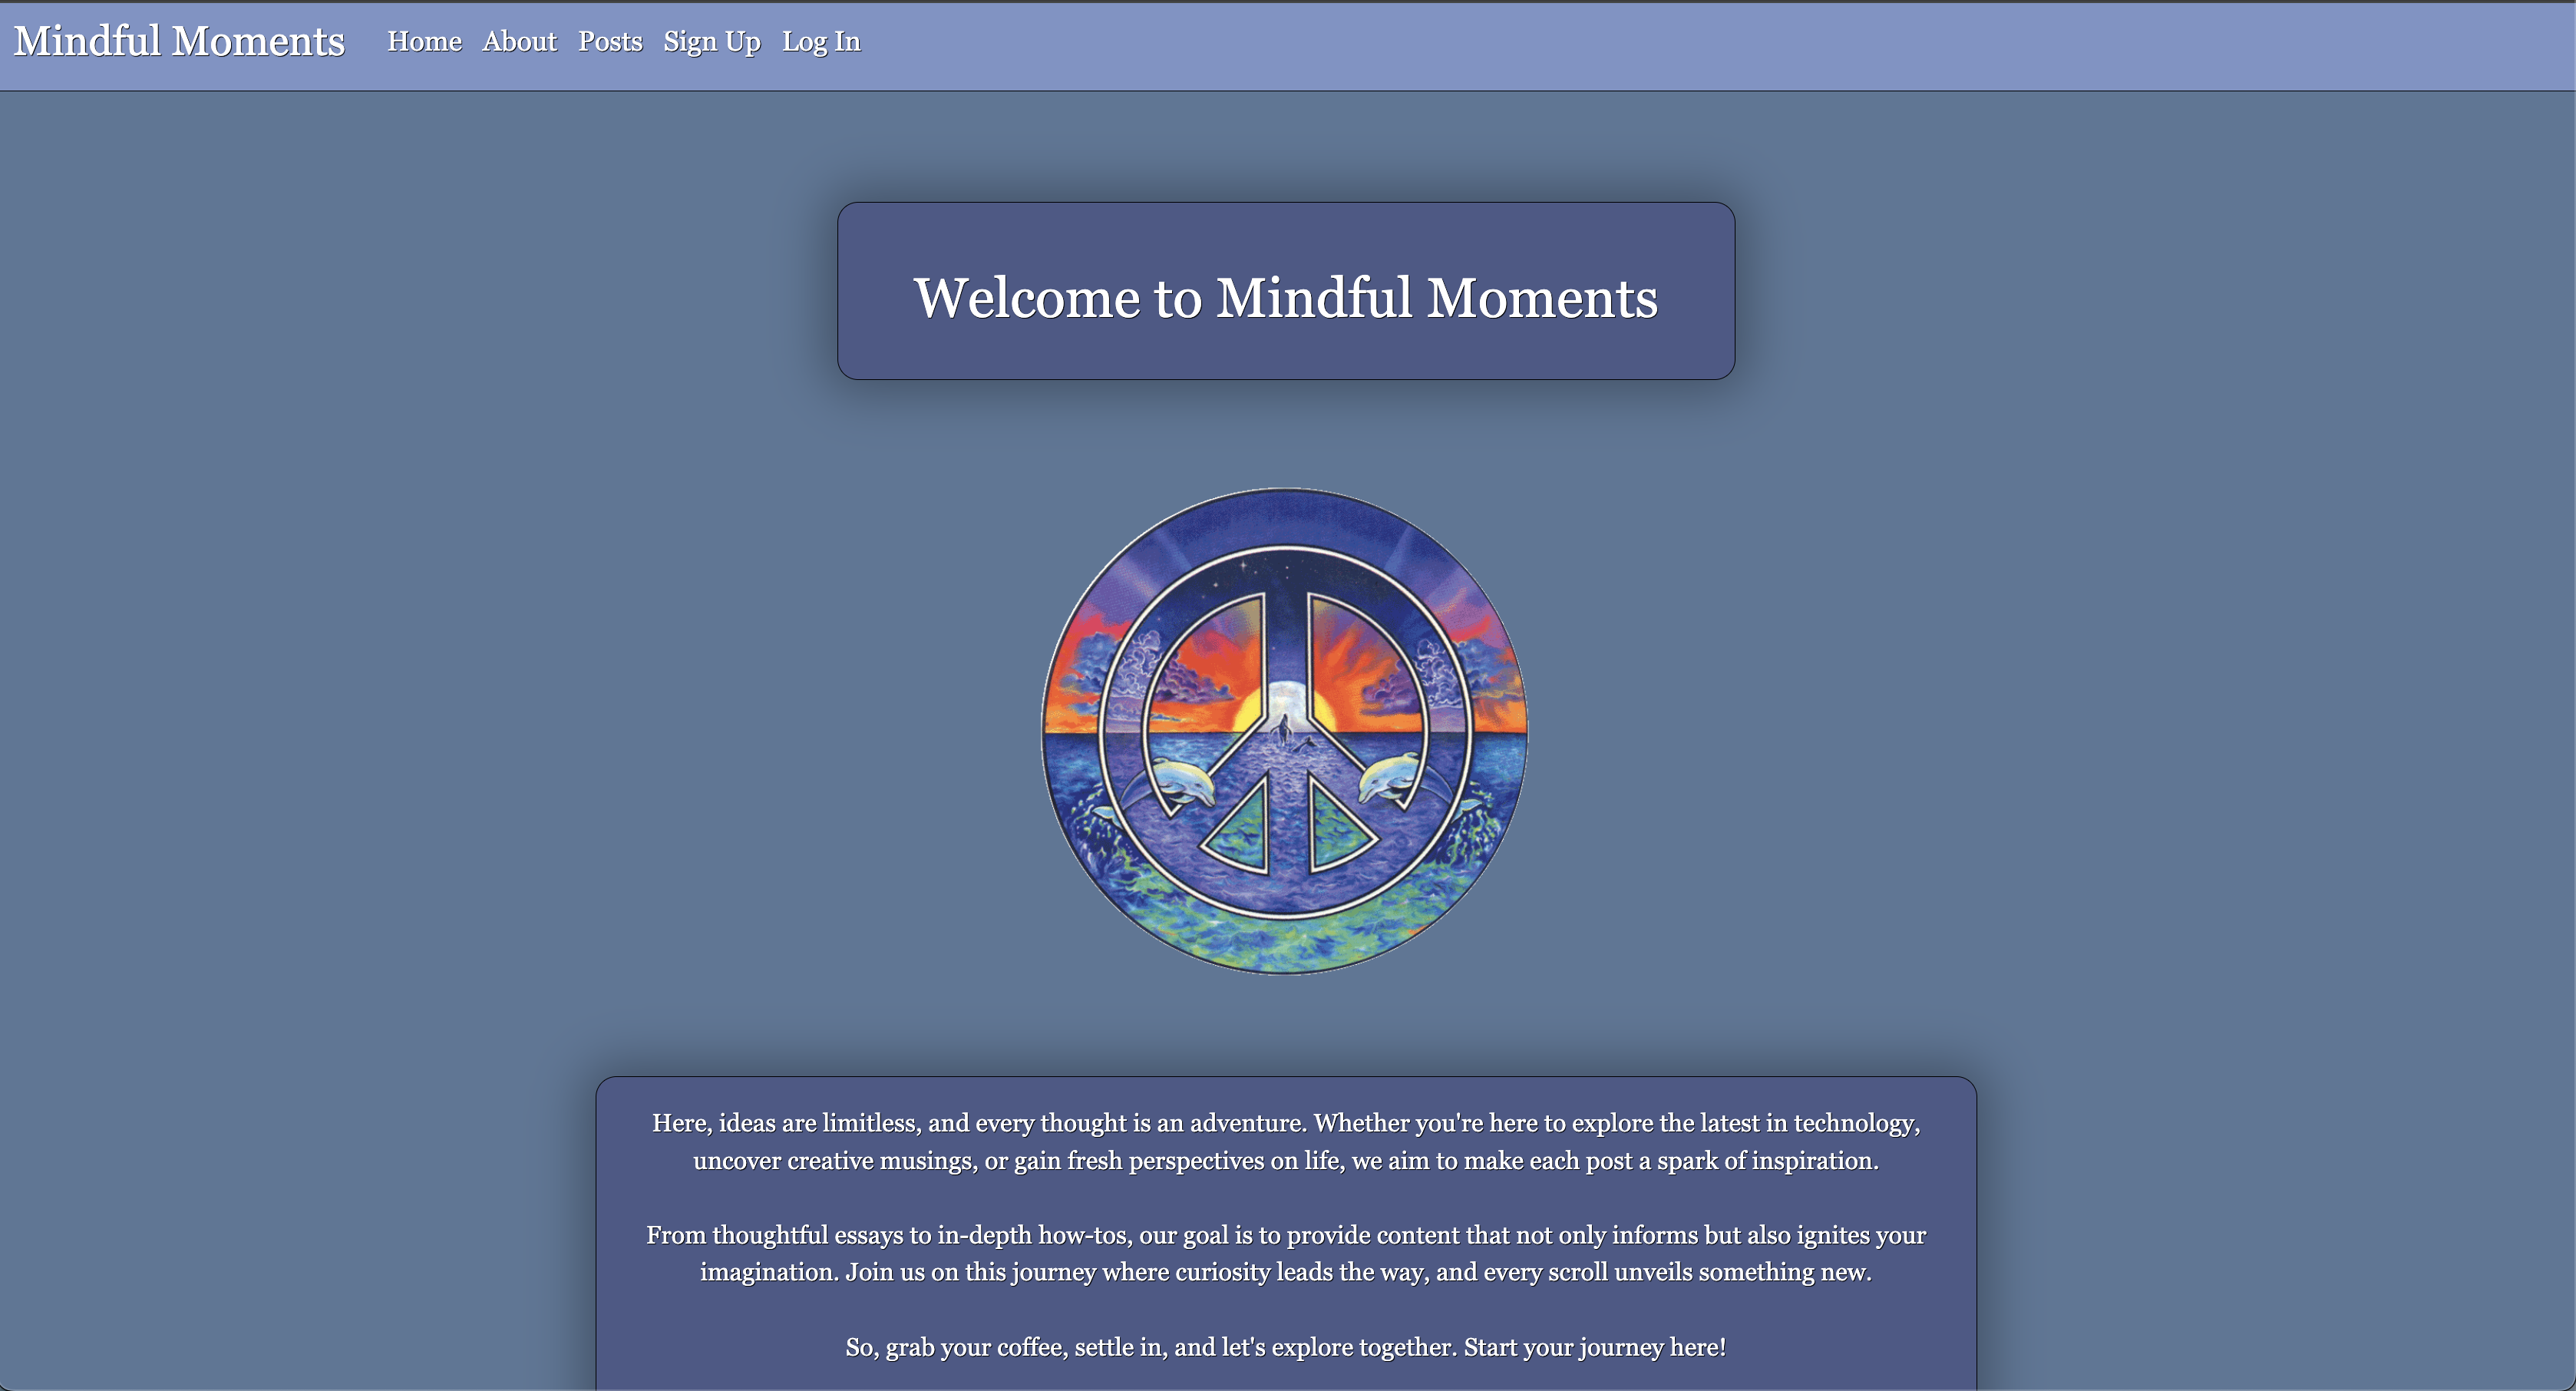 Mindful Moments Home About Posts Sign Up Log In
Welcome to Mindful Moments
Here, ideas are limitless, and every thought is an adventure. Whether you're here to explore the latest in technology,
uncover creative musings, or gain fresh perspectives on life, we aim to make each post a spark of inspiration.
From thoughtful essays to in-depth how-tos, our goal is to provide content that not only informs but also ignites your
imagination. Join us on this journey where curiosity leads the way, and every scroll unveils something new.
So, grab your coffee, settle in, and let's explore together. Start your journey here!